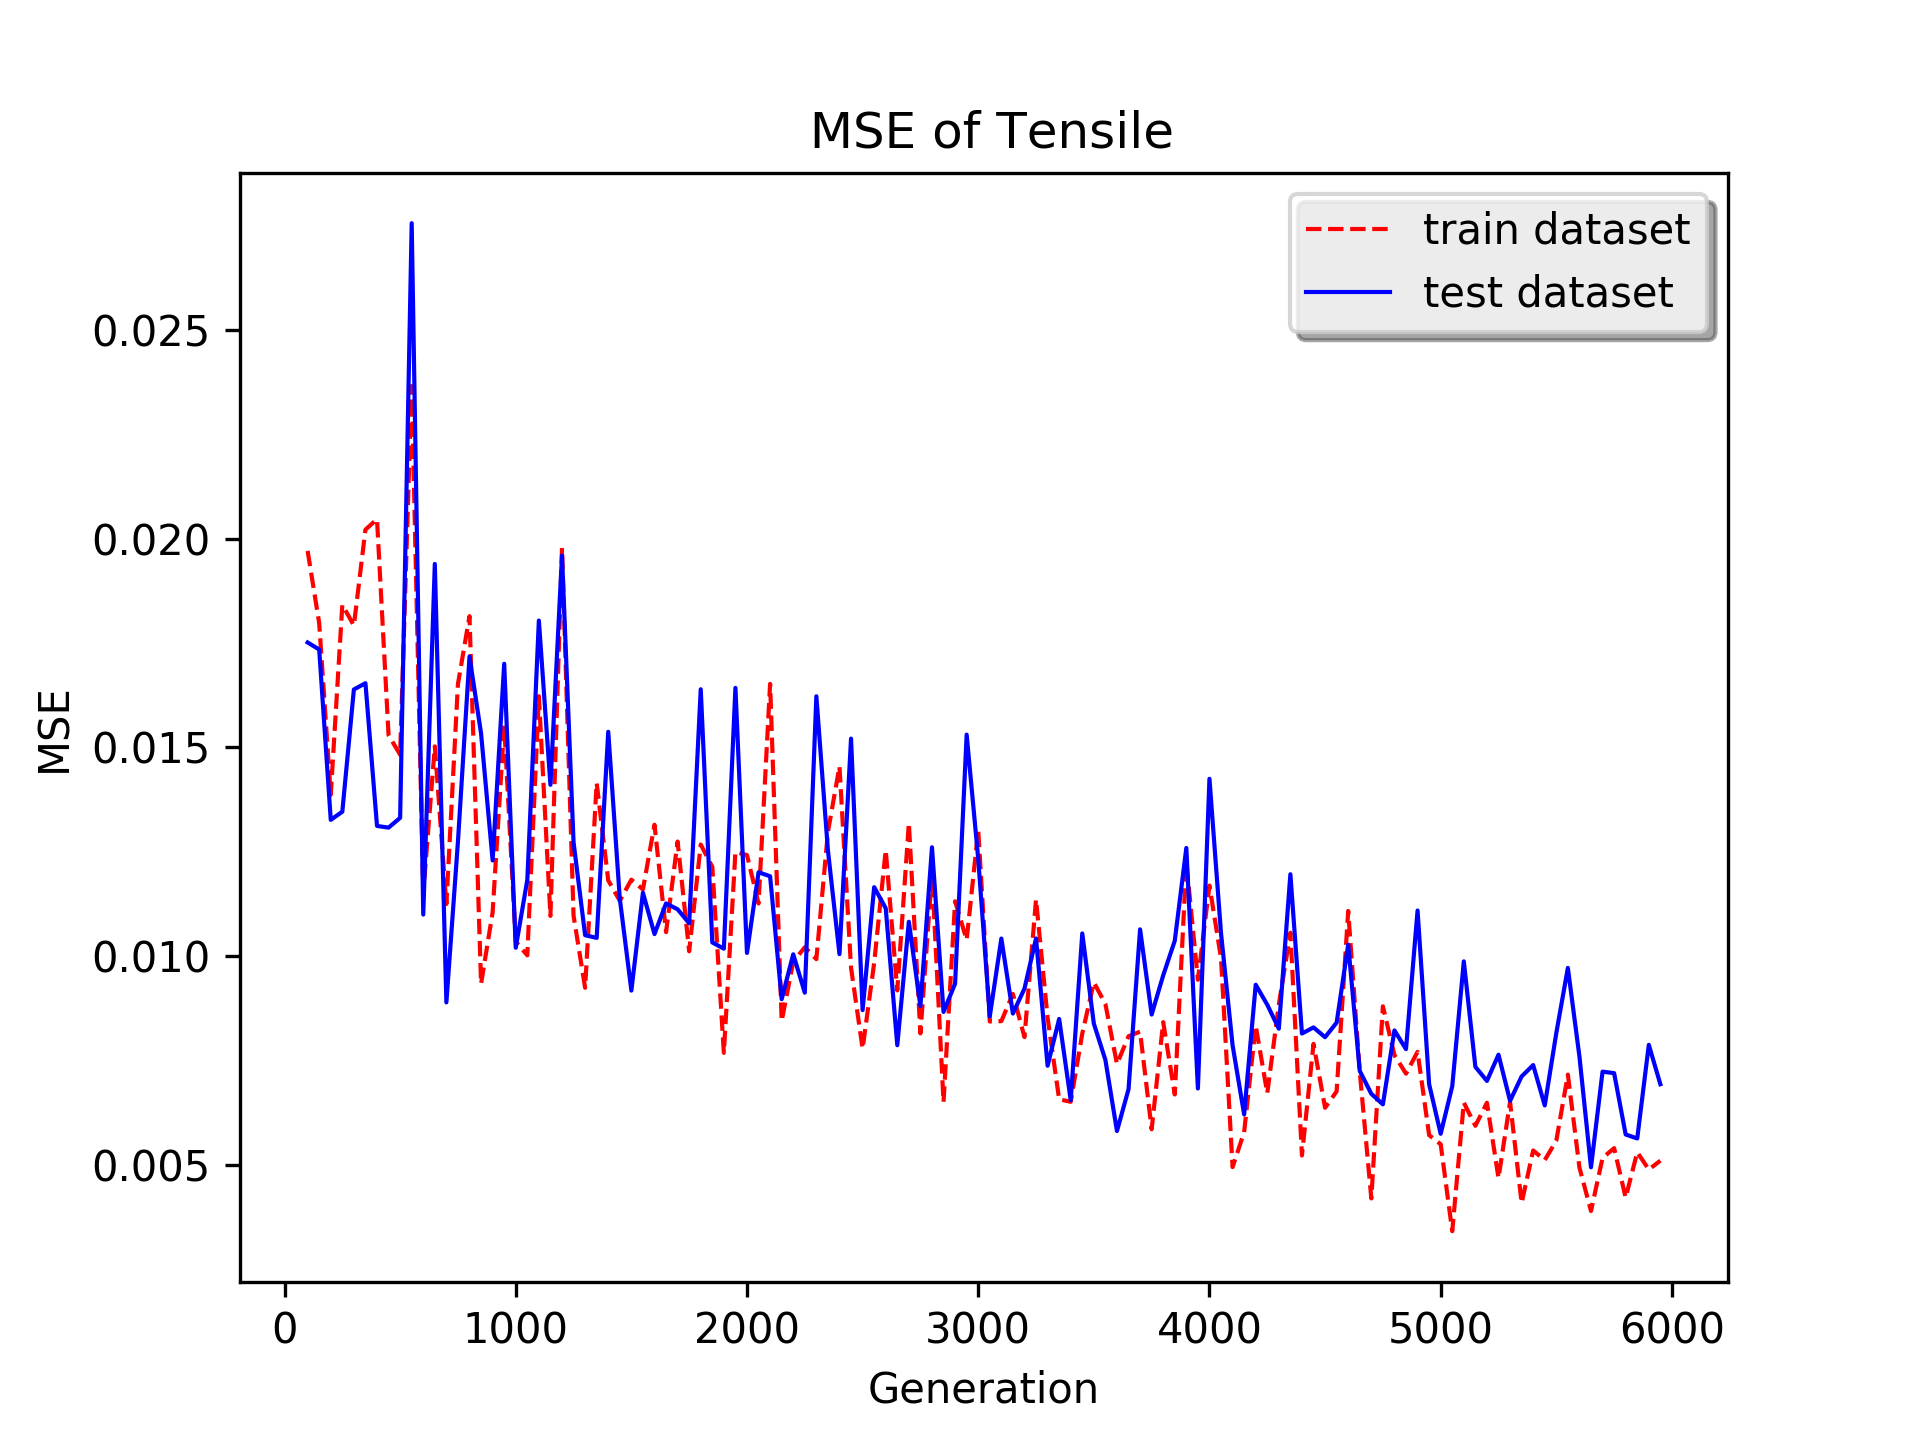 MSE of Tensile
train dataset
test dataset
MSE
0.025
0.020
0.015
0.010
0.005
0 1000 2000 3000 4000 5000 6000
Generation